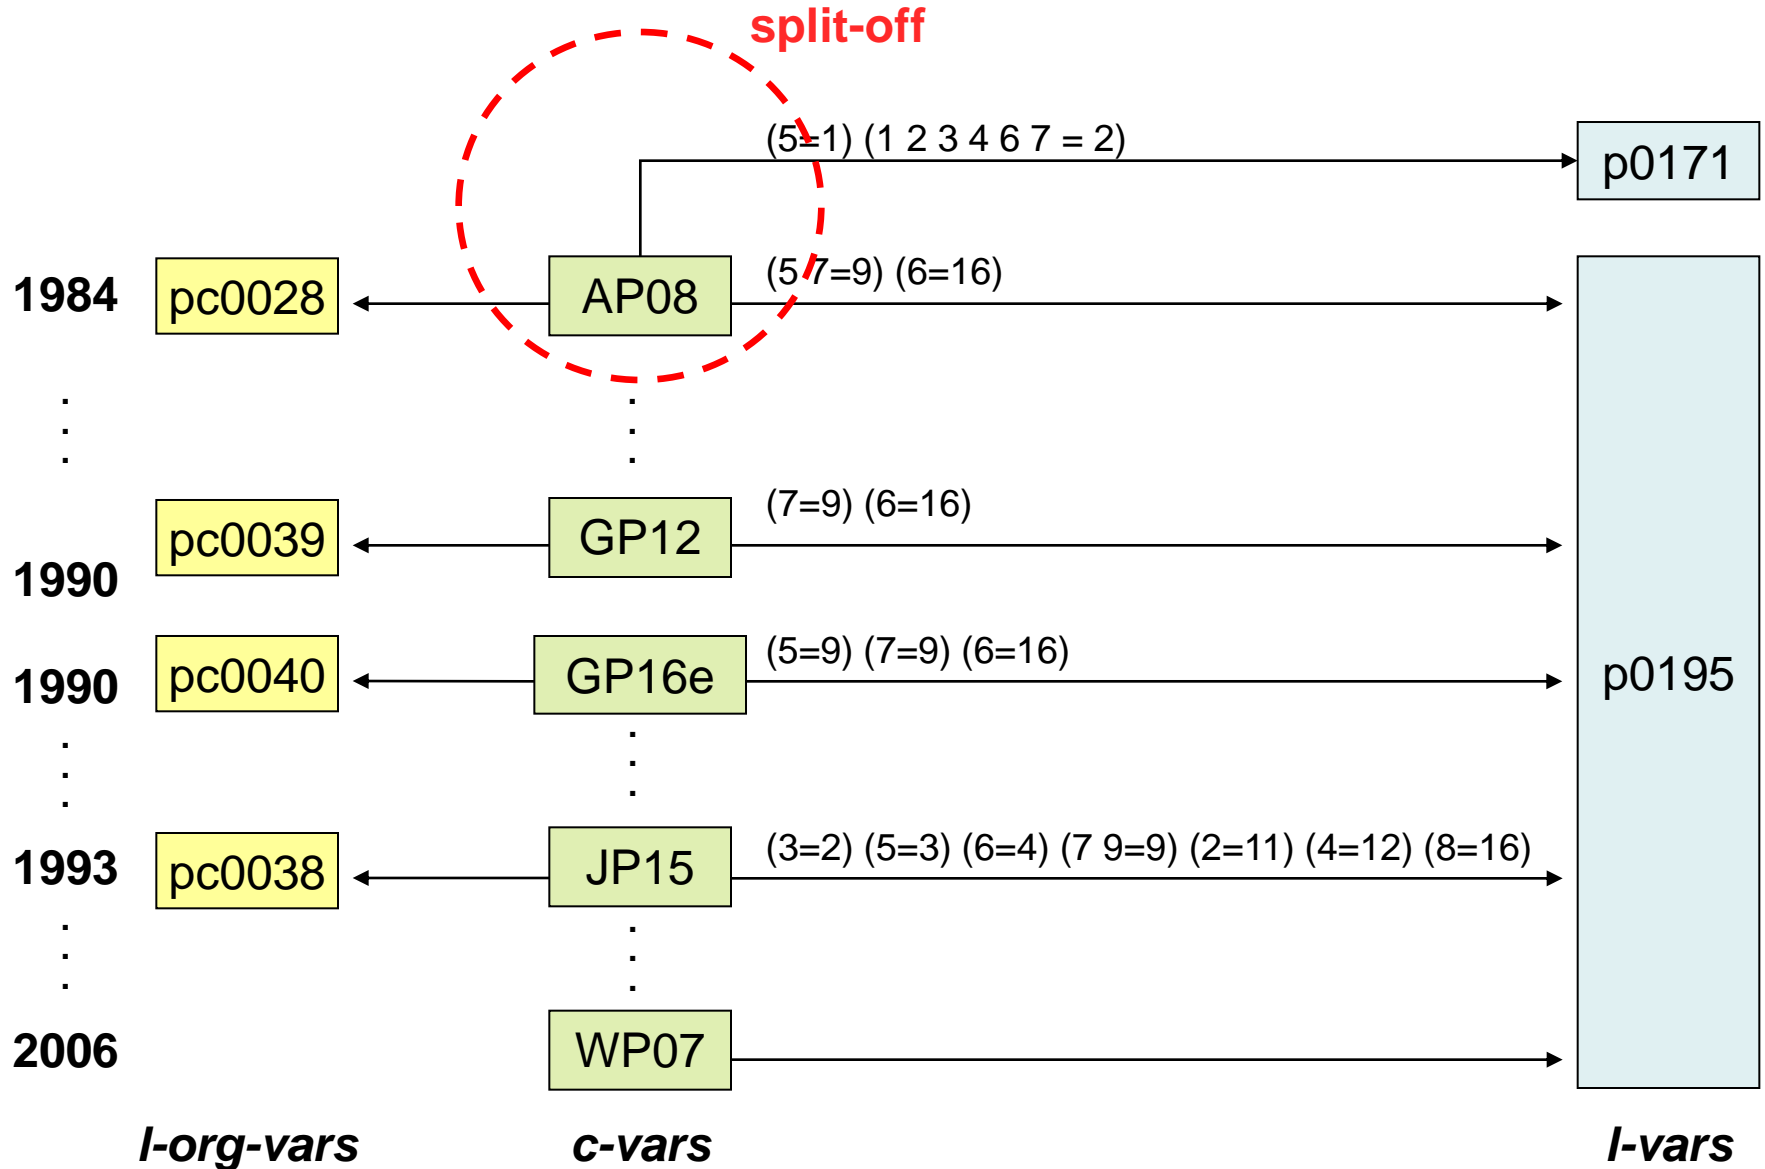 split-off
(5=1) (1 2 3 4 6 7 = 2)
p0171
1984 pc0028 AP08 (5 7=9) (6=16)
. . .
. . .
pc0039 GP12 (7=9) (6=16)
1990
1990 pc0040 GP16e (5=9) (7=9) (6=16) p0195
. . .
. . .
1993 pc0038 JP15 (3=2) (5=3) (6=4) (7 9=9) (2=11) (4=12) (8=16)
. . .
. . .
2006 WP07
l-org-vars c-vars l-vars